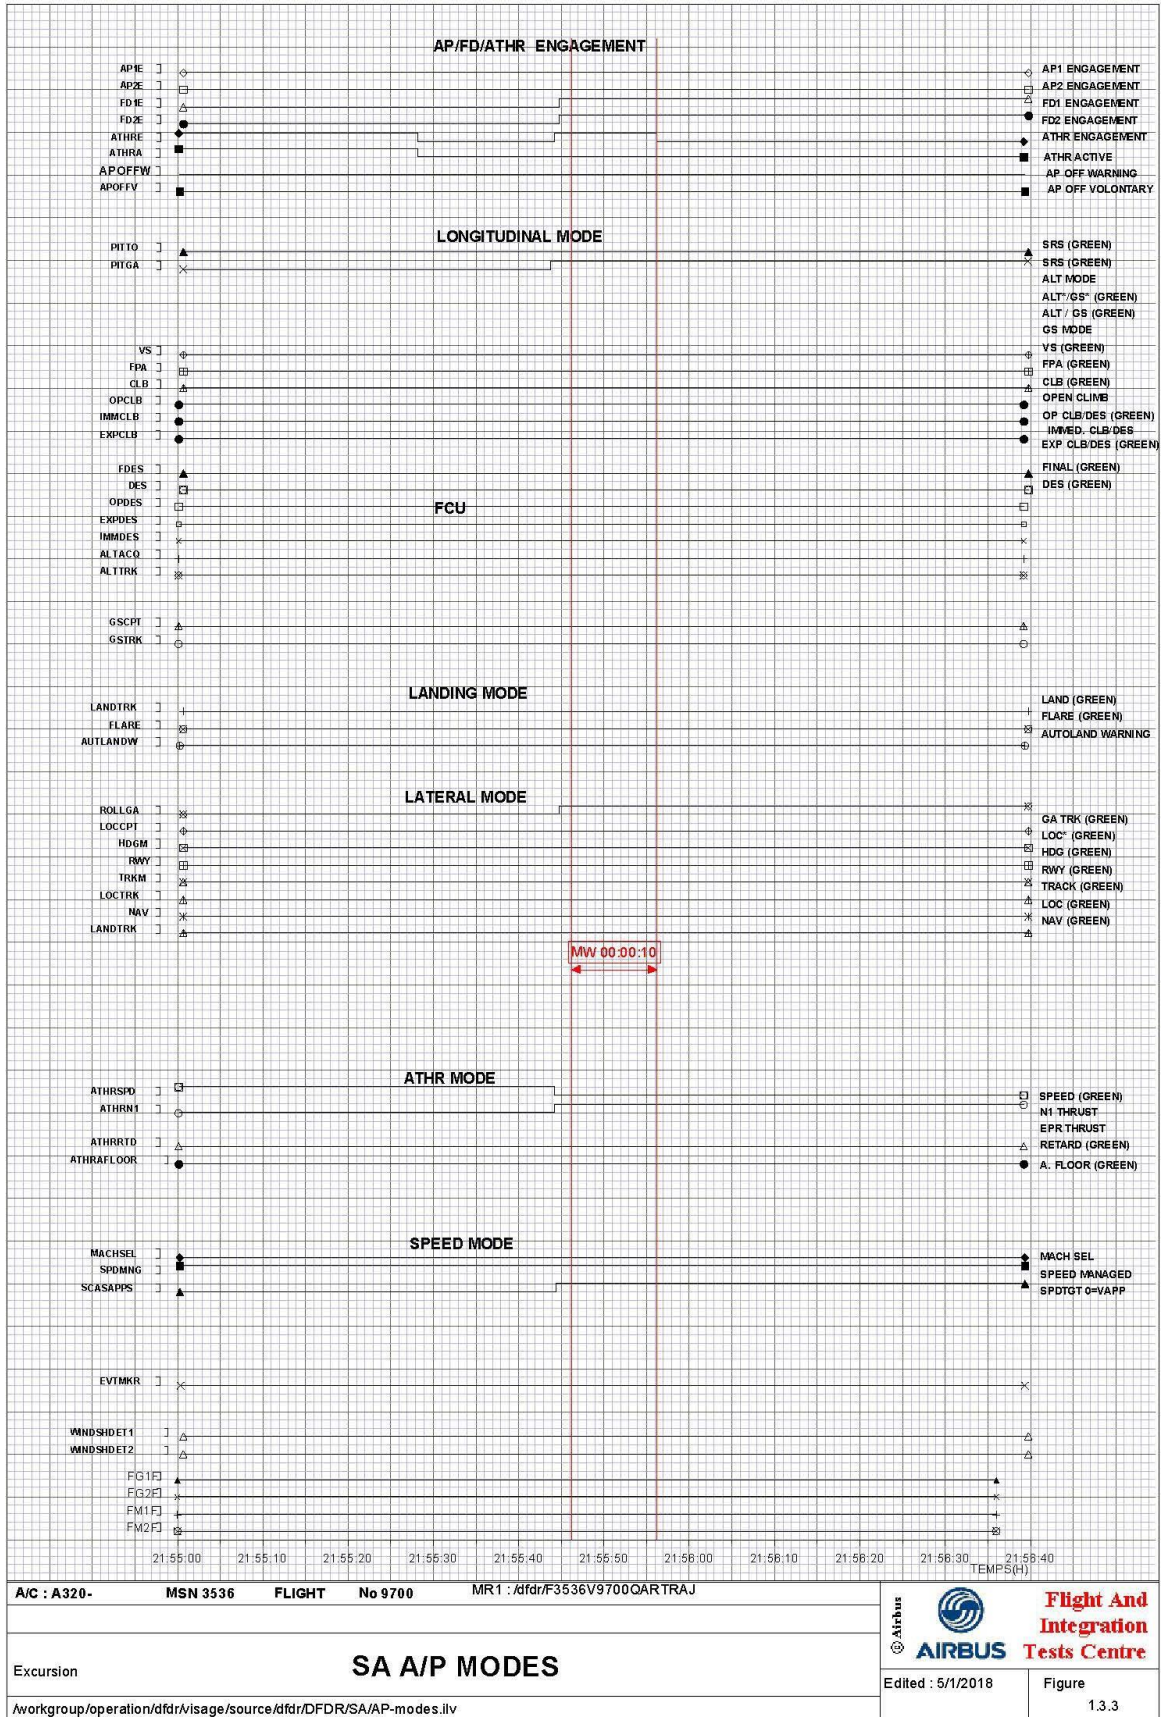 AP/FD/ATHR ENGAGEMENT
AP1E AP1 ENGAGEMENT
AP2E AP2 ENGAGEMENT
FD1E FD1 ENGAGEMENT
FD2E FD2 ENGAGEMENT
ATHRE ATHR ENGAGEMENT
ATHRA ATHR ACTIVE
APOFFW AP OFF WARNING
APOFFV AP OFF VOLONTARY
LONGITUDINAL MODE
PITTO SRS (GREEN)
PITGA SRS (GREEN)
ALT MODE
ALT*/GS* (GREEN)
ALT / GS (GREEN)
GS MODE
VS VS (GREEN)
FPA FPA (GREEN)
CLB CLB (GREEN)
OPCLB OPEN CLIMB
IMMCLB OP CLB/DES (GREEN)
IMMED. CLB/DES
EXPCLB EXP CLB/DES (GREEN)
FDES FINAL (GREEN)
DES DES (GREEN)
OPDES
FCU
EXPDES
IMMDES
ALTACQ
ALTTRK
GSCPT
GSTRK
LANDING MODE
LANDTRK LAND (GREEN)
FLARE FLARE (GREEN)
AUTLANDW AUTOLAND WARNING
LATERAL MODE
ROLLGA GA TRK (GREEN)
LOCCPT LOC* (GREEN)
HDGM HDG (GREEN)
RWY RWY (GREEN)
TRKM TRACK (GREEN)
LOCTRK LOC (GREEN)
NAV NAV (GREEN)
LANDTRK
MW 00:00:10
ATHR MODE
ATHRSPD SPEED (GREEN)
ATHRN1 N1 THRUST
EPR THRUST
ATHRRTD RETARD (GREEN)
ATHRAFLOOR A. FLOOR (GREEN)
SPEED MODE
MACHSEL MACH SEL
SPDMNG SPEED MANAGED
SCASAPPS SPDTGT 0=VAPP
EVTMKR
WINDSHDET1
WINDSHDET2
FG1F
FG2F
FM1F
FM2F
21:55:00 21:55:10 21:55:20 21:55:30 21:55:40 21:55:50 21:56:00 21:56:10 21:56:20 21:56:30 21:56:40
TEMPS(H)
A/C : A320- MSN 3536 FLIGHT No 9700 MR1 : /dfdr/F3536V9700QARTRAJ
Excursion SA A/P MODES
/workgroup/operation/dfdr/visage/source/dfdr/DFDR/SA/AP-modes.ilv
© Airbus
AIRBUS
Flight And
Integration
Tests Centre
Edited : 5/1/2018
Figure
1.3.3